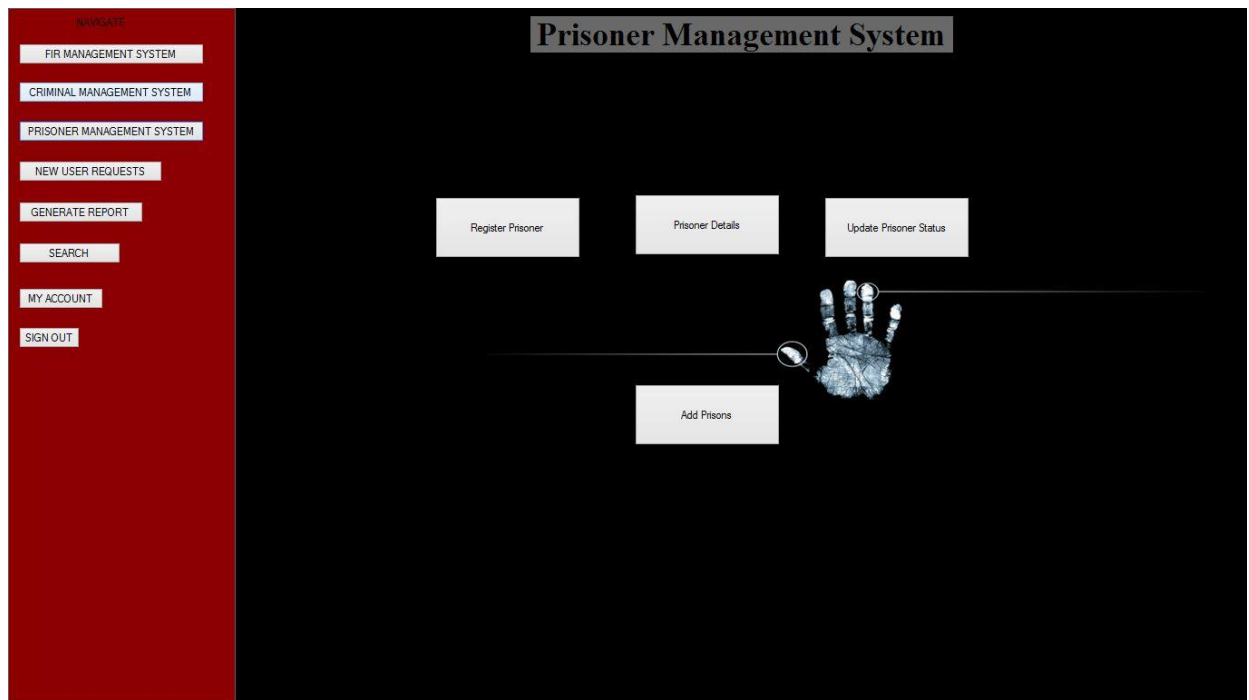 NAVIGATE
FIR MANAGEMENT SYSTEM
CRIMINAL MANAGEMENT SYSTEM
PRISONER MANAGEMENT SYSTEM
NEW USER REQUESTS
GENERATE REPORT
SEARCH
MY ACCOUNT
SIGN OUT
Prisoner Management System
Register Prisoner
Prisoner Details
Update Prisoner Status
Add Prisons